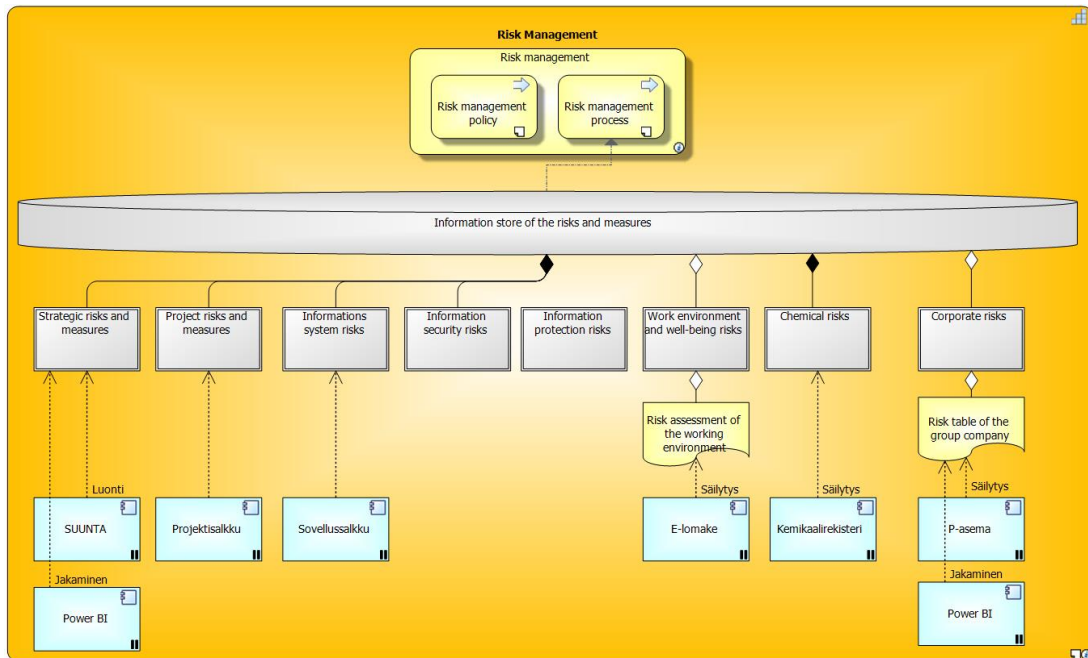 Risk Management
Risk management
Risk management
policy
Risk management
process
Information store of the risks and measures
Strategic risks and
measures
Project risks and
measures
Informations
system risks
Information
security risks
Information
protection risks
Work environment
and well-being risks
Chemical risks
Corporate risks
Risk assessment of
the working
environment
Risk table of the
group company
Luonti
Säilytys
Säilytys
Säilytys
SUUNTA
Projektisalkku
Sovellussalkku
E-lomake
Kemikaalirekisteri
P-asema
Jakaminen
Jakaminen
Power BI
Power BI